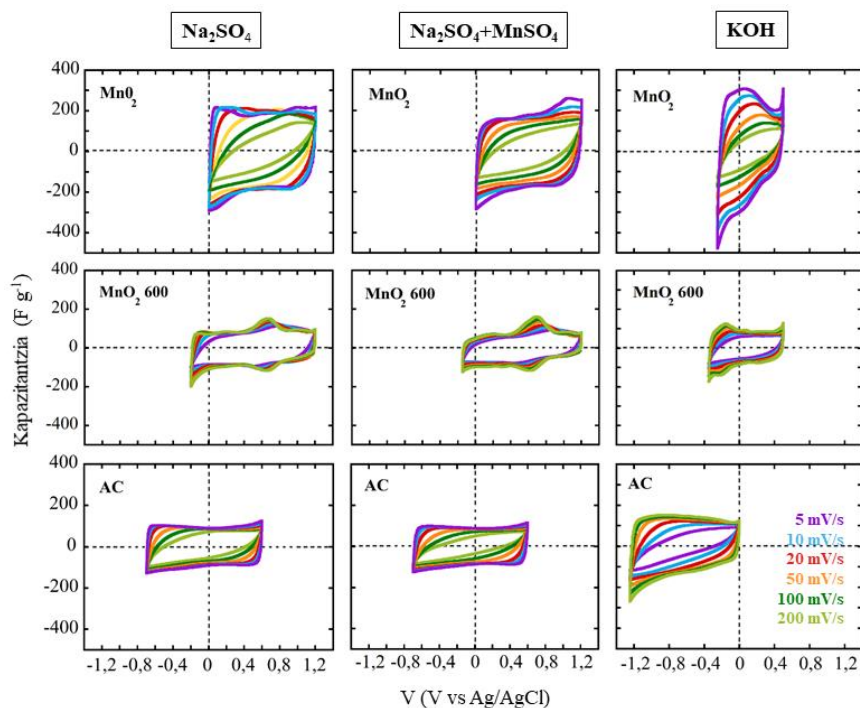 Na₂SO₄
Na₂SO₄+MnSO₄
KOH
400
200
0
-200
-400
Mn0₂
MnO₂
MnO₂
400
200
0
-200
-400
MnO₂ 600
MnO₂ 600
MnO₂ 600
400
200
0
-200
-400
AC
AC
AC
5 mV/s
10 mV/s
20 mV/s
50 mV/s
100 mV/s
200 mV/s
Kapazitantzia (F g⁻¹)
-1,2 -0,8 -0,4 0 0,4 0,8 1,2
-1,2 -0,8 -0,4 0 0,4 0,8 1,2
-1,2 -0,8 -0,4 0 0,4 0,8 1,2
V (V vs Ag/AgCl)